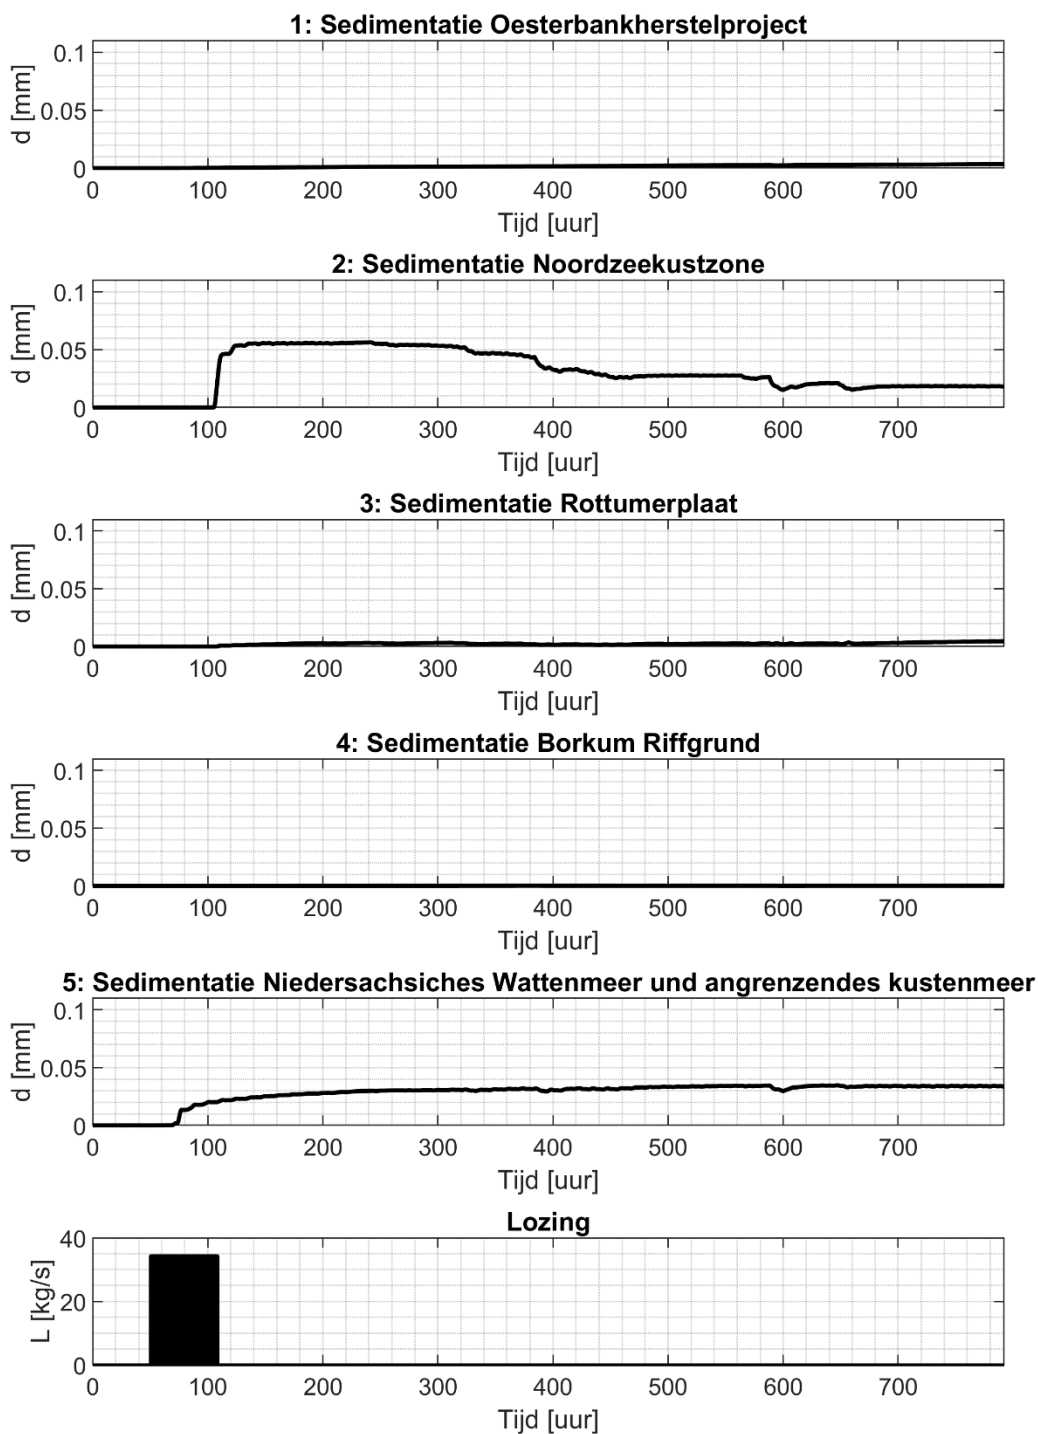 1: Sedimentatie Oesterbankherstelproject
0.1
0.05
0
d [mm]
0 100 200 300 400 500 600 700
Tijd [uur]
2: Sedimentatie Noordzeekustzone
0.1
0.05
0
d [mm]
0 100 200 300 400 500 600 700
Tijd [uur]
3: Sedimentatie Rottumerplaat
0.1
0.05
0
d [mm]
0 100 200 300 400 500 600 700
Tijd [uur]
4: Sedimentatie Borkum Riffgrund
0.1
0.05
0
d [mm]
0 100 200 300 400 500 600 700
Tijd [uur]
5: Sedimentatie Niedersachsiches Wattenmeer und angrenzendes kustenmeer
0.1
0.05
0
d [mm]
0 100 200 300 400 500 600 700
Tijd [uur]
Lozing
40
20
0
L [kg/s]
0 100 200 300 400 500 600 700
Tijd [uur]